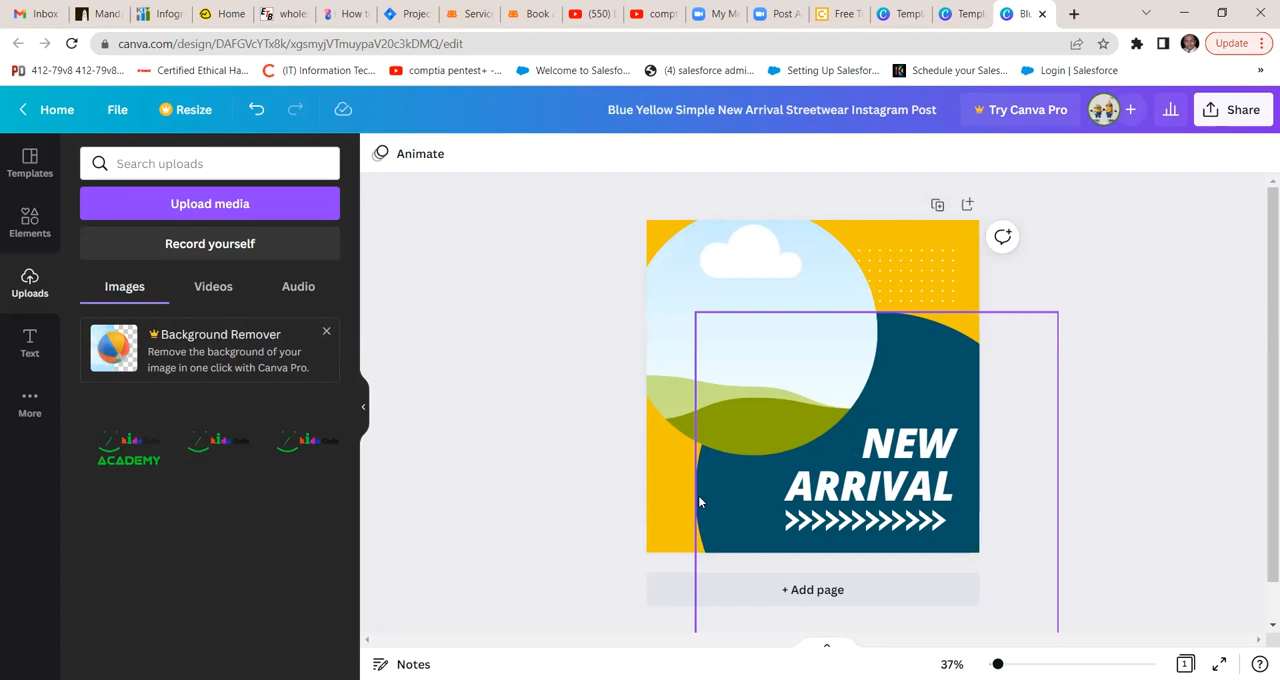 Inbox
Mand
Infogr
Home
whole
How t
Projec
Servic
Book a
(550) E
compt
My M
Post A
Free T
Templ
Templ
Blu
canva.com/design/DAFGVcYTx8k/xgsmyjVTmuypaV20c3kDMQ/edit
Update
412-79v8 412-79v8...
Certified Ethical Ha...
(IT) Information Tec...
comptia pentest+ -...
Welcome to Salesfo...
(4) salesforce admi...
Setting Up Salesfor...
Schedule your Sales...
Login | Salesforce
»
Home
File
Resize
Blue Yellow Simple New Arrival Streetwear Instagram Post
Try Canva Pro
Share
Templates
Elements
Uploads
Text
More
Search uploads
Upload media
Record yourself
Images
Videos
Audio
Background Remover
Remove the background of your
image in one click with Canva Pro.
ACADEMY
Animate
NEW
ARRIVAL
+ Add page
Notes
37%
1